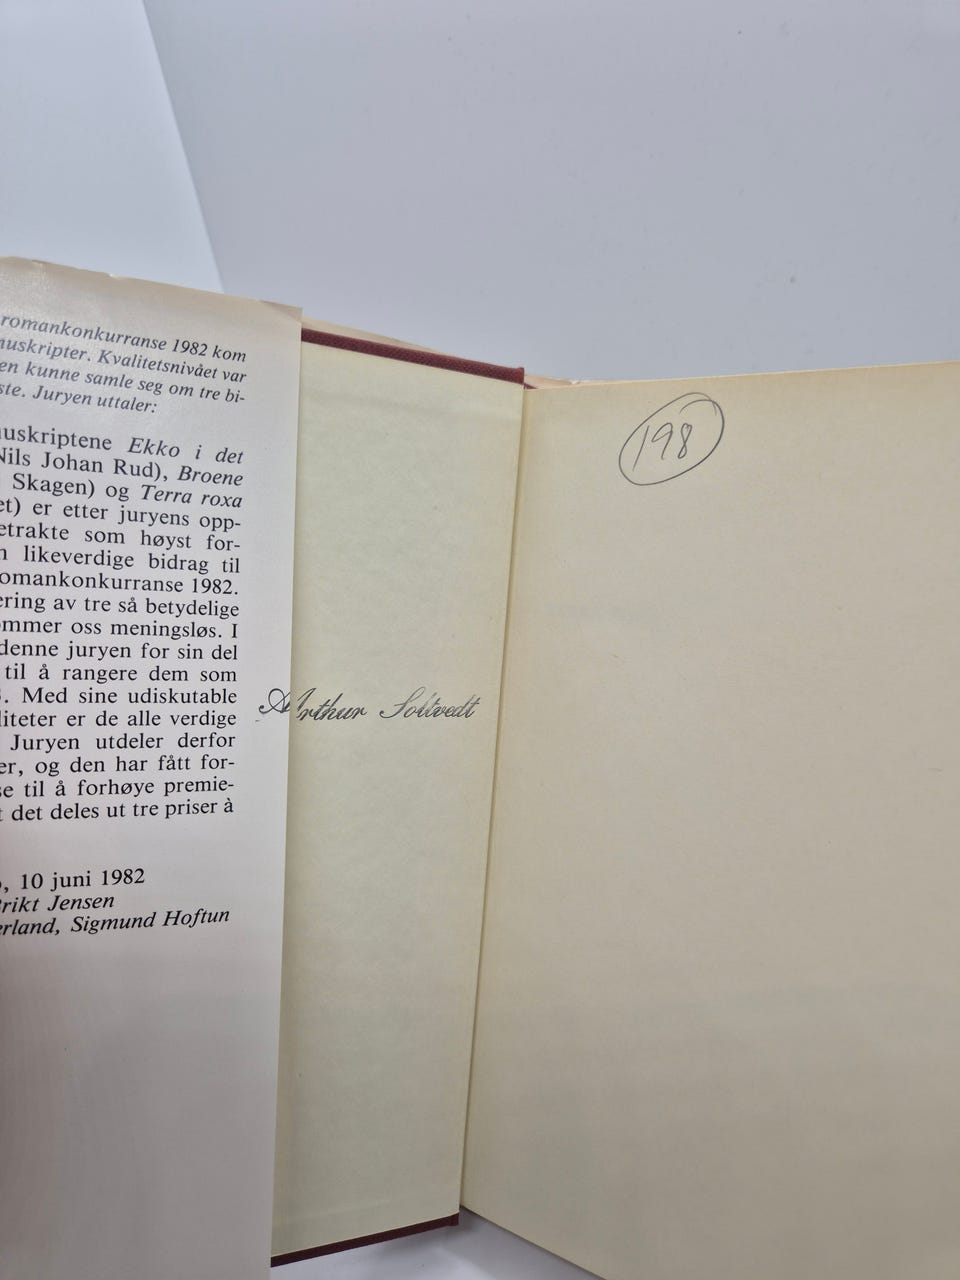 romankonkurranse 1982 kom
nuskripter. Kvalitetsnivået var
en kunne samle seg om tre bi-
ste. Juryen uttaler:
nuskriptene Ekko i det
Nils Johan Rud), Broene
Skagen) og Terra roxa
et) er etter juryens opp-
etrakte som høyst for-
n likeverdige bidrag til
omankonkurranse 1982.
ering av tre så betydelige
ommer oss meningsløs. I
denne juryen for sin del
til å rangere dem som
3. Med sine udiskutable
liteter er de alle verdige
Juryen utdeler derfor
er, og den har fått for-
se til å forhøye premie-
t det deles ut tre priser à
o, 10 juni 1982
Brikt Jensen
erland, Sigmund Hoftun
Arthur Soltvedt
198